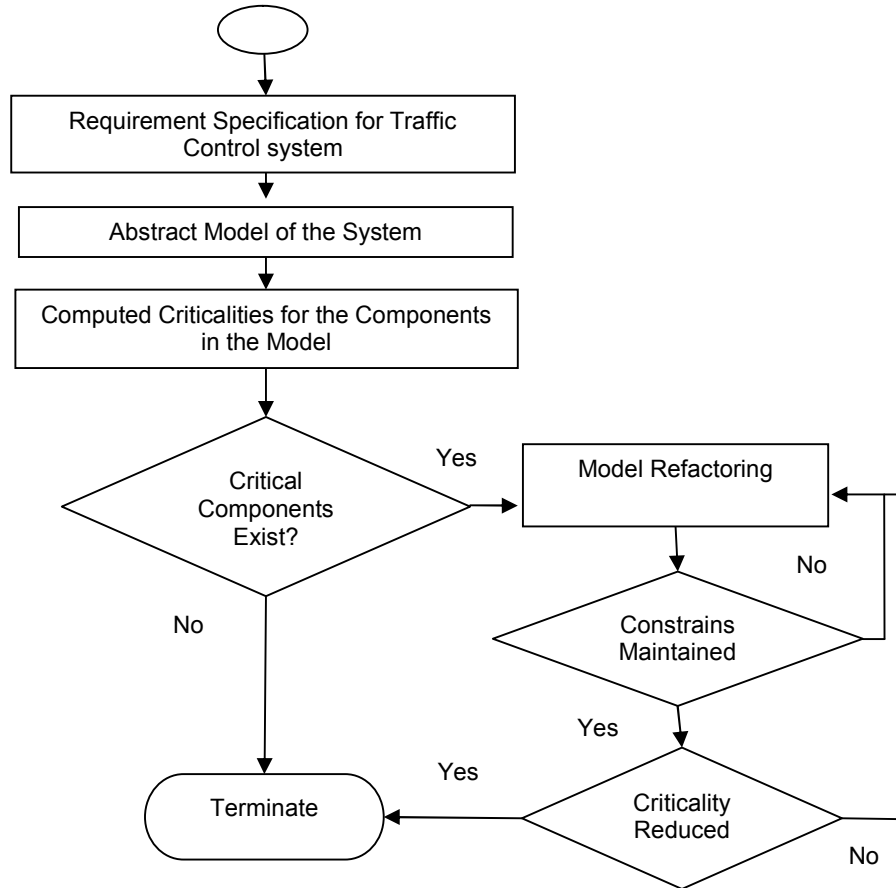 Requirement Specification for Traffic
Control system
Abstract Model of the System
Computed Criticalities for the Components
in the Model
Critical
Components
Exist?
Yes
Model Refactoring
No
No
Constrains
Maintained
Yes
Yes
Terminate
Criticality
Reduced
No